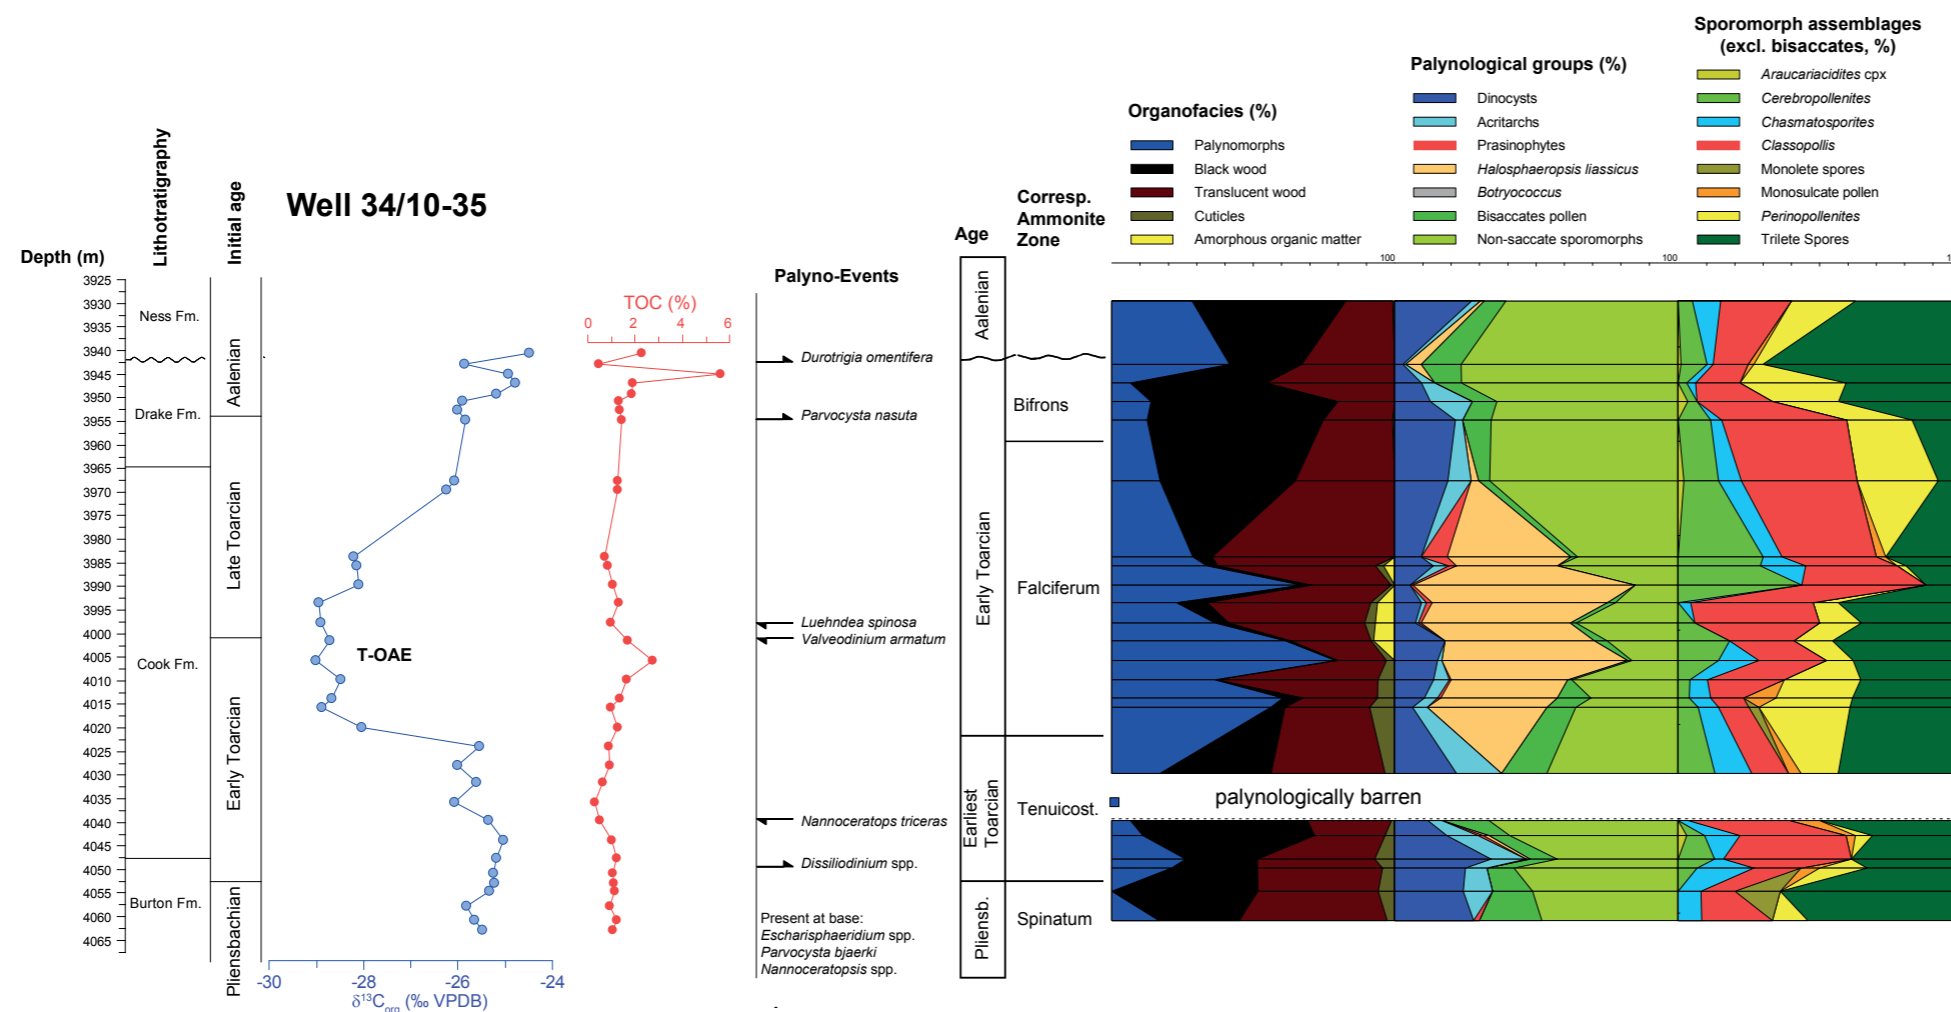 Sporomorph assemblages
(excl. bisaccates, %)
Araucariacidites cpx
Cerebropollenites
Chasmatosporites
Classopollis
Monolete spores
Monosulcate pollen
Perinopollenites
Trilete Spores
Palynological groups (%)
Dinocysts
Acritarchs
Prasinophytes
Halosphaeropsis liassicus
Botryococcus
Bisaccates pollen
Non-saccate sporomorphs
Organofacies (%)
Palynomorphs
Black wood
Translucent wood
Cuticles
Amorphous organic matter
100
100
1
Well 34/10-35
Depth (m)
Lithotratigraphy
Initial age
3925
3930
3935
3940
3945
3950
3955
3960
3965
3970
3975
3980
3985
3990
3995
4000
4005
4010
4015
4020
4025
4030
4035
4040
4045
4050
4055
4060
4065
Ness Fm.
Drake Fm.
Cook Fm.
Burton Fm.
Aalenian
Late Toarcian
Early Toarcian
Pliensbachian
T-OAE
-30
-28
-26
-24
δ13Corg (‰ VPDB)
TOC (%)
0
2
4
6
Palyno-Events
Durotrigia omentifera
Parvocysta nasuta
Luehndea spinosa
Valveodinium armatum
Nannoceratops triceras
Dissiliodinium spp.
Present at base:
Escharisphaeridium spp.
Parvocysta bjaerki
Nannoceratopsis spp.
Age
Aalenian
Early Toarcian
Earliest
Toarcian
Pliensb.
Corresp.
Ammonite
Zone
Bifrons
Falciferum
Tenuicost.
Spinatum
palynologically barren